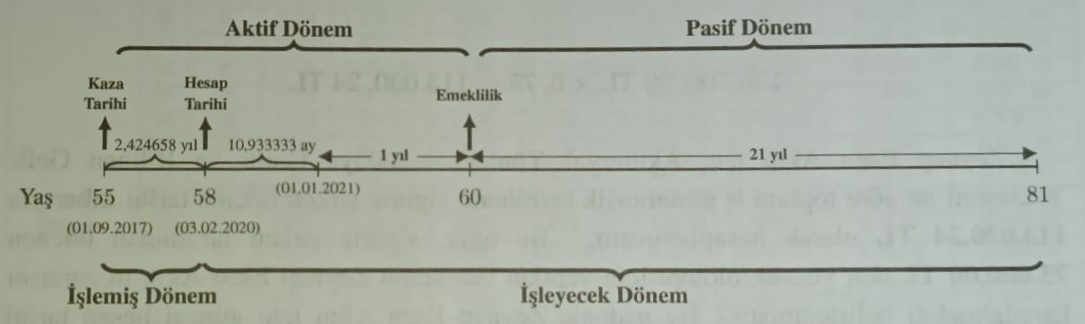 Aktif Dönem
Pasif Dönem
Kaza
Tarihi
Hesap
Tarihi
Emeklilik
2,424658 yıl
10,933333 ay
1 yıl
21 yıl
(01.01.2021)
Yaş 55 58 60 81
(01.09.2017) (03.02.2020)
İşlemiş Dönem
İşleyecek Dönem